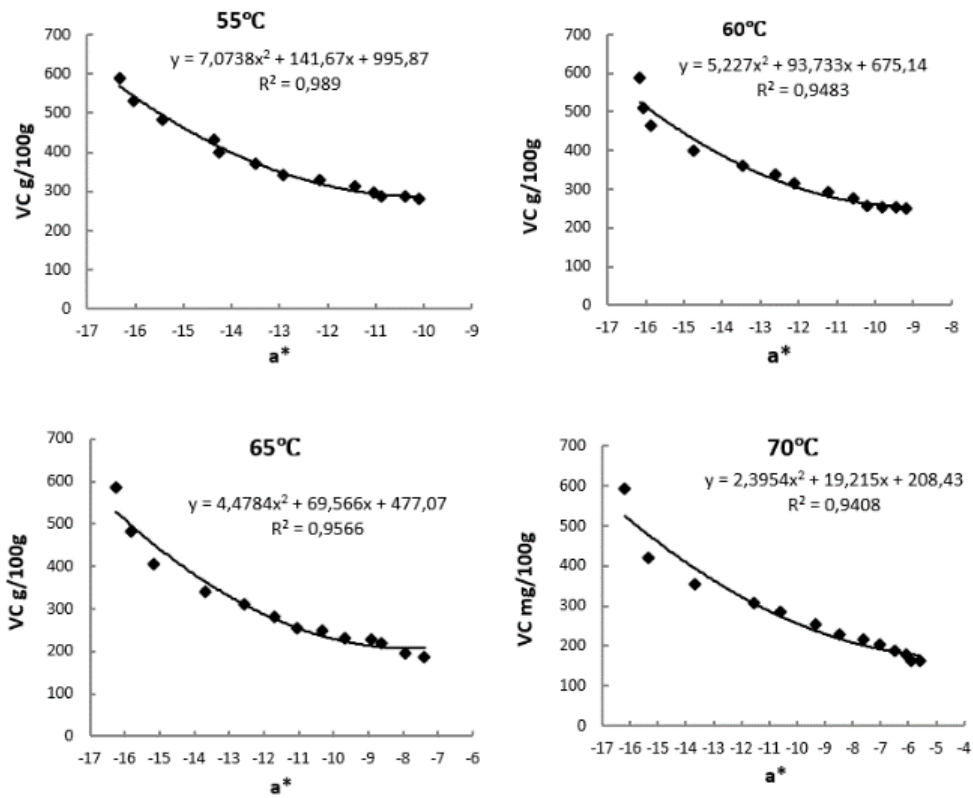 55℃
y = 7,0738x² + 141,67x + 995,87
R² = 0,989
VC g/100g
700
600
500
400
300
200
100
0
-17 -16 -15 -14 -13 -12 -11 -10 -9
a*
60℃
y = 5,227x² + 93,733x + 675,14
R² = 0,9483
VC g/100g
700
600
500
400
300
200
100
0
-17 -16 -15 -14 -13 -12 -11 -10 -9 -8
a*
65℃
y = 4,4784x² + 69,566x + 477,07
R² = 0,9566
VC g/100g
700
600
500
400
300
200
100
0
-17 -16 -15 -14 -13 -12 -11 -10 -9 -8 -7 -6
a*
70℃
y = 2,3954x² + 19,215x + 208,43
R² = 0,9408
VC mg/100g
700
600
500
400
300
200
100
0
-17 -16 -15 -14 -13 -12 -11 -10 -9 -8 -7 -6 -5 -4
a*